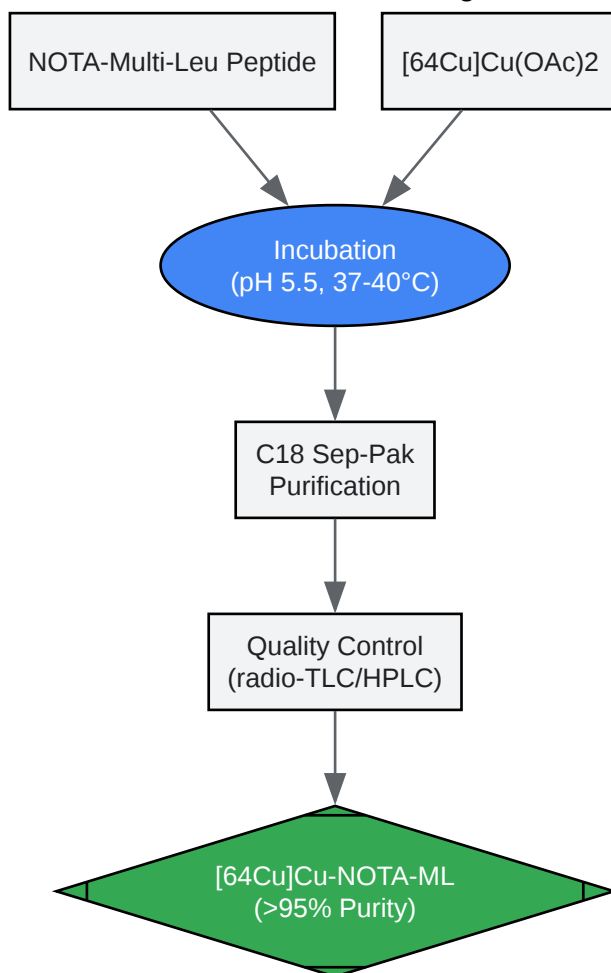 NOTA-Multi-Leu Peptide
[64Cu]Cu(OAc)2
Incubation
(pH 5.5, 37-40°C)
C18 Sep-Pak
Purification
Quality Control
(radio-TLC/HPLC)
[64Cu]Cu-NOTA-ML
(>95% Purity)